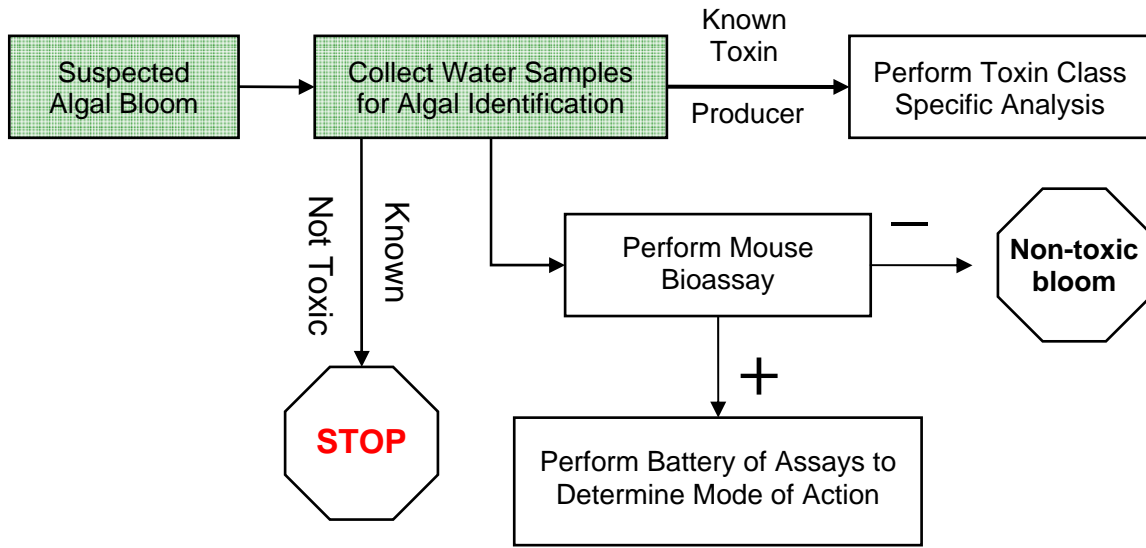 Suspected
Algal Bloom
Collect Water Samples
for Algal Identification
Known
Toxin
Producer
Perform Toxin Class
Specific Analysis
Known
Not Toxic
STOP
Perform Mouse
Bioassay
−
Non-toxic
bloom
+
Perform Battery of Assays to
Determine Mode of Action